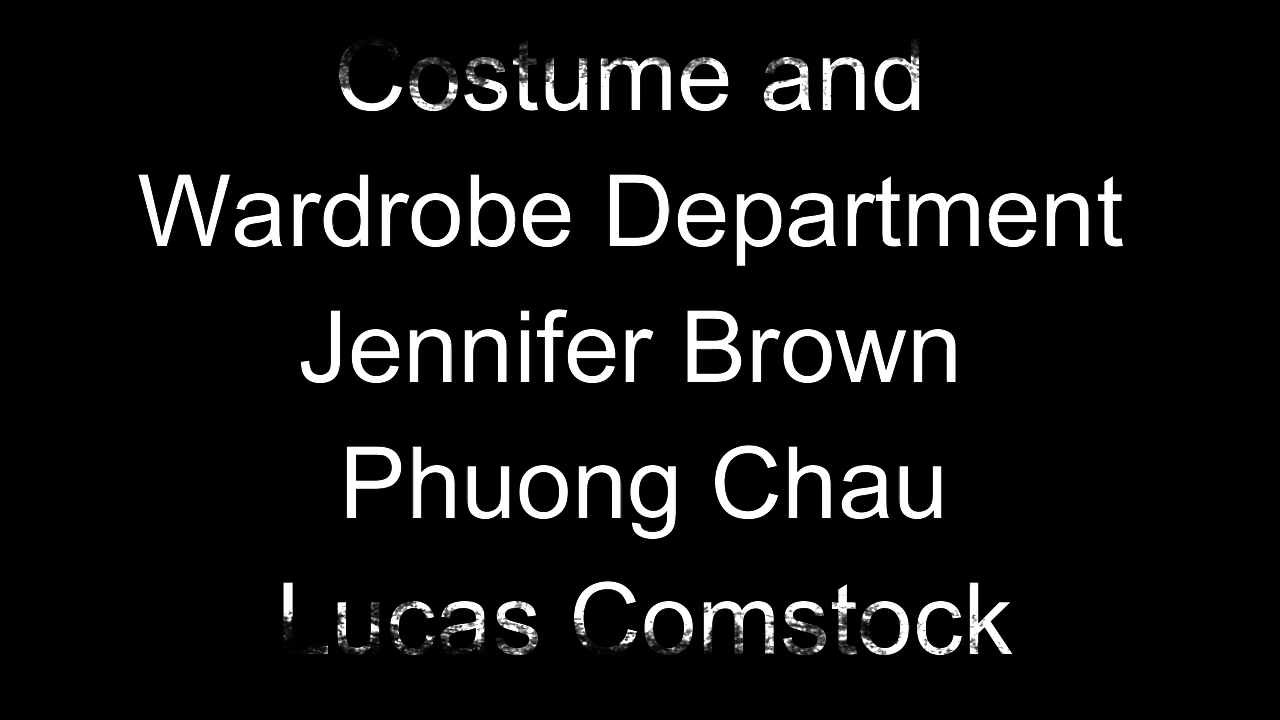 Costume and
Wardrobe Department
Jennifer Brown
Phuong Chau
Lucas Comstock